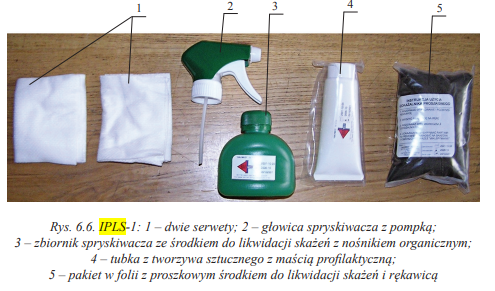 1 2 3 4 5
INSTRUKCJA UŻYCIA
Rys. 6.6. IPLS-1: 1 – dwie serwety; 2 – głowica spryskiwacza z pompką;
3 – zbiornik spryskiwacza ze środkiem do likwidacji skażeń z nośnikiem organicznym;
4 – tubka z tworzywa sztucznego z maścią profilaktyczną;
5 – pakiet w folii z proszkowym środkiem do likwidacji skażeń i rękawicą